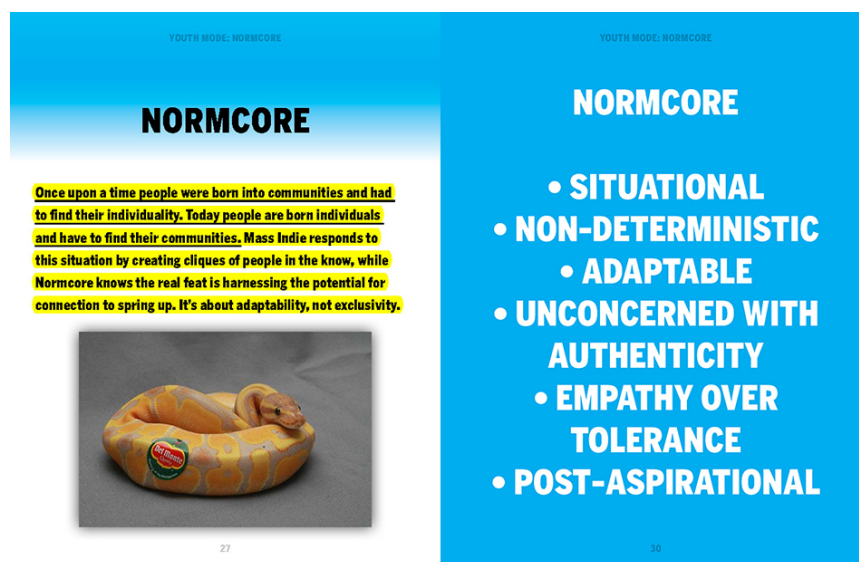 YOUTH MODE: NORMCORE
NORMCORE
Once upon a time people were born into communities and had
to find their individuality. Today people are born individuals
and have to find their communities. Mass Indie responds to
this situation by creating cliques of people in the know, while
Normcore knows the real feat is harnessing the potential for
connection to spring up. It's about adaptability, not exclusivity.
Del Monte
27
YOUTH MODE: NORMCORE
NORMCORE
• SITUATIONAL
• NON-DETERMINISTIC
• ADAPTABLE
• UNCONCERNED WITH
AUTHENTICITY
• EMPATHY OVER
TOLERANCE
• POST-ASPIRATIONAL
30